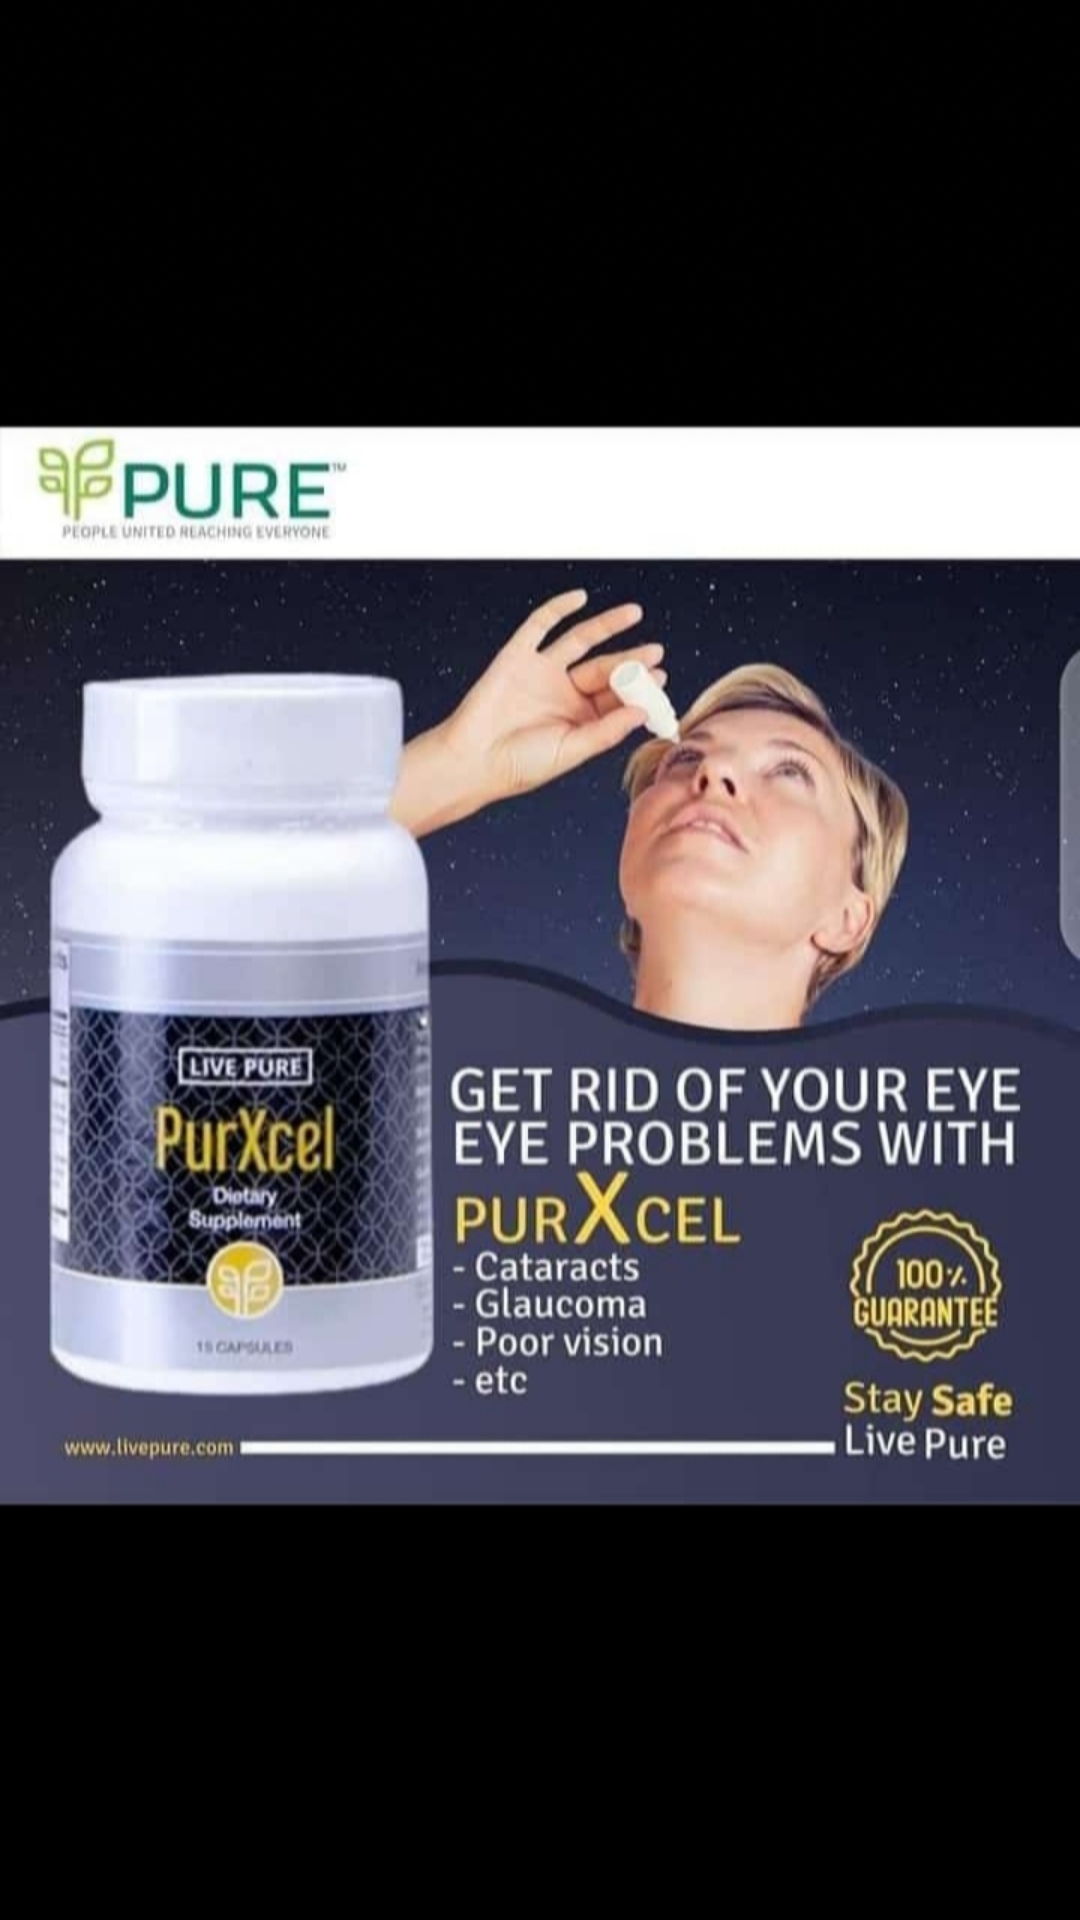 PURE™
PEOPLE UNITED REACHING EVERYONE
LIVE PURE
PurXcel
Dietary
Supplement
15 CAPSULES
GET RID OF YOUR EYE
EYE PROBLEMS WITH
PURXCEL
- Cataracts
- Glaucoma
- Poor vision
- etc
100%
GUARANTEE
Stay Safe
Live Pure
www.livepure.com